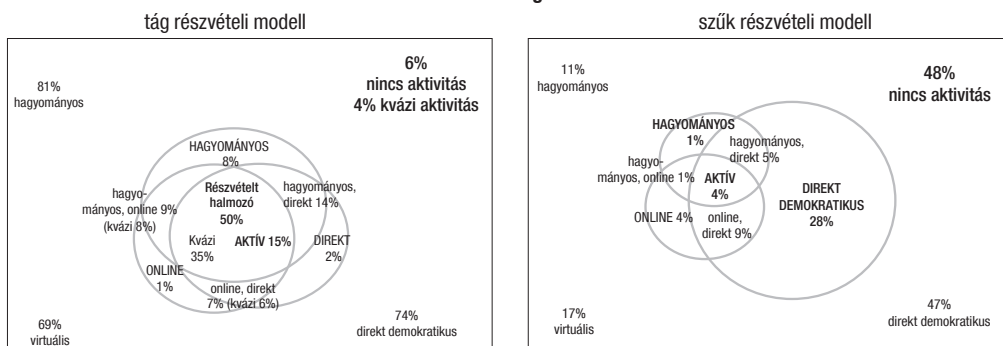 tág részvételi modell
6%
nincs aktivitás
4% kvázi aktivitás
81%
hagyományos
HAGYOMÁNYOS
8%
hagyo-
mányos, online 9%
(kvázi 8%)
Részvételt
halmozó
50%
hagyományos,
direkt 14%
Kvázi
35%
AKTÍV 15%
DIREKT
2%
ONLINE
1%
online, direkt
7% (kvázi 6%)
69%
virtuális
74%
direkt demokratikus
szűk részvételi modell
11%
hagyományos
48%
nincs aktivitás
HAGYOMÁNYOS
1%
hagyományos,
direkt 5%
hagyo-
mányos, online 1%
AKTÍV
4%
DIREKT
DEMOKRATIKUS
28%
ONLINE 4%
online,
direkt 9%
17%
virtuális
47%
direkt demokratikus